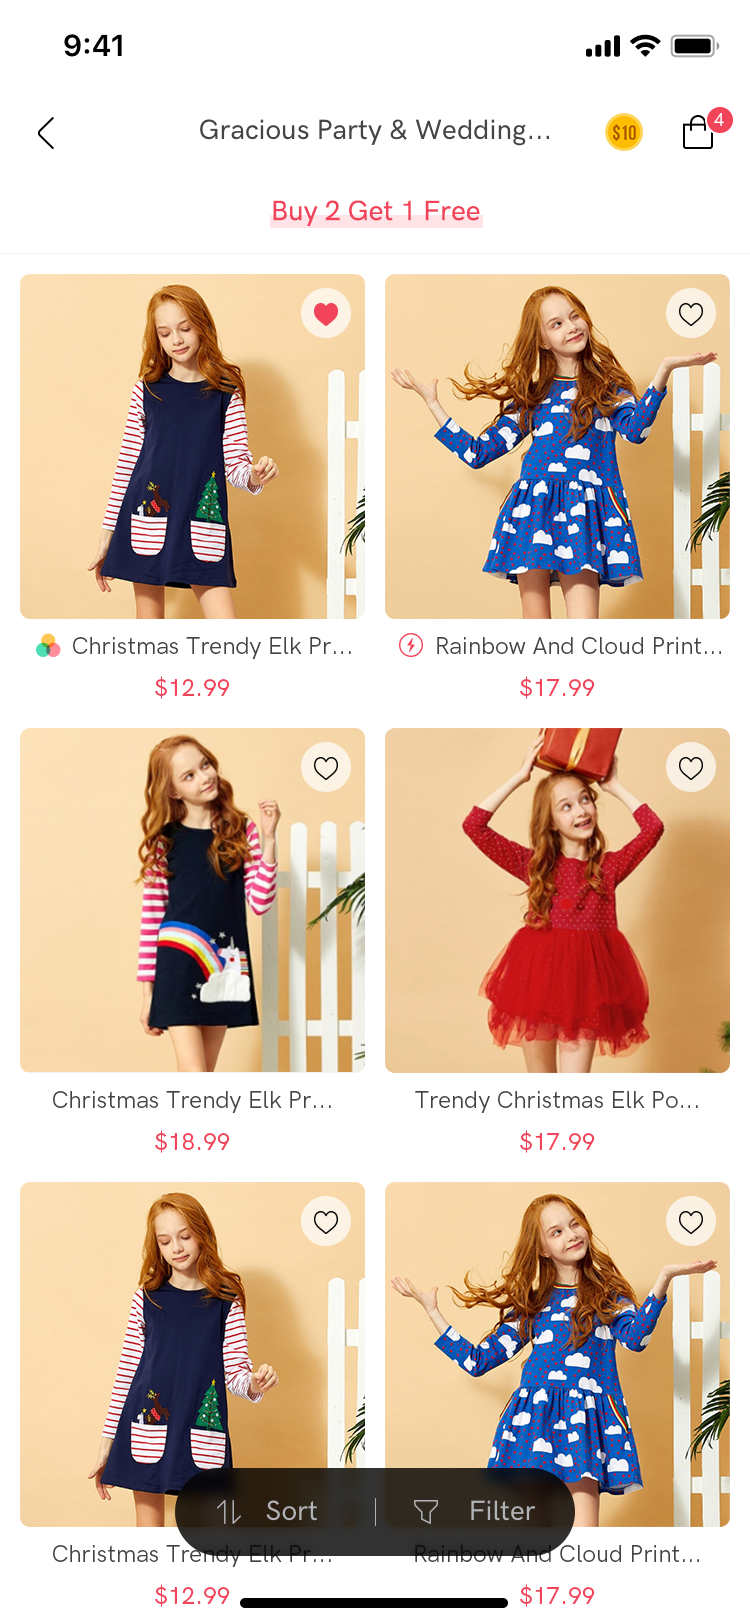 9:41
Gracious Party & Wedding...
$10
4
Buy 2 Get 1 Free
Christmas Trendy Elk Pr...
Rainbow And Cloud Print...
$12.99
$17.99
Christmas Trendy Elk Pr...
Trendy Christmas Elk Po...
$18.99
$17.99
Sort
Filter
Christmas Trendy Elk Pr...
Rainbow And Cloud Print...
$12.99
$17.99